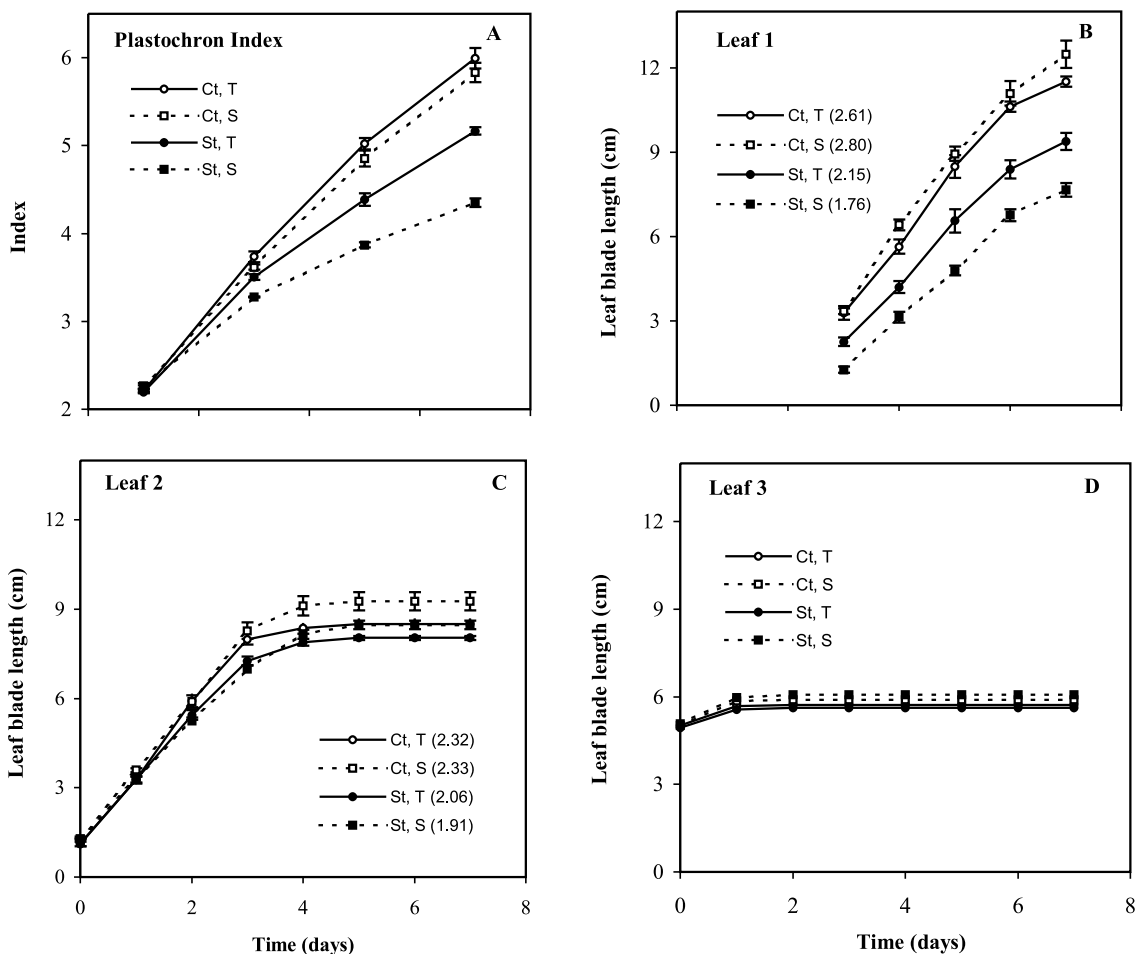 Plastochron Index
A
Ct, T
Ct, S
St, T
St, S
Index
6
5
4
3
2
Leaf 1
B
Ct, T (2.61)
Ct, S (2.80)
St, T (2.15)
St, S (1.76)
Leaf blade length (cm)
12
9
6
3
0
Leaf 2
C
Ct, T (2.32)
Ct, S (2.33)
St, T (2.06)
St, S (1.91)
Leaf blade length (cm)
12
9
6
3
0
0 2 4 6 8
Time (days)
Leaf 3
D
Ct, T
Ct, S
St, T
St, S
Leaf blade length (cm)
12
9
6
3
0
0 2 4 6 8
Time (days)